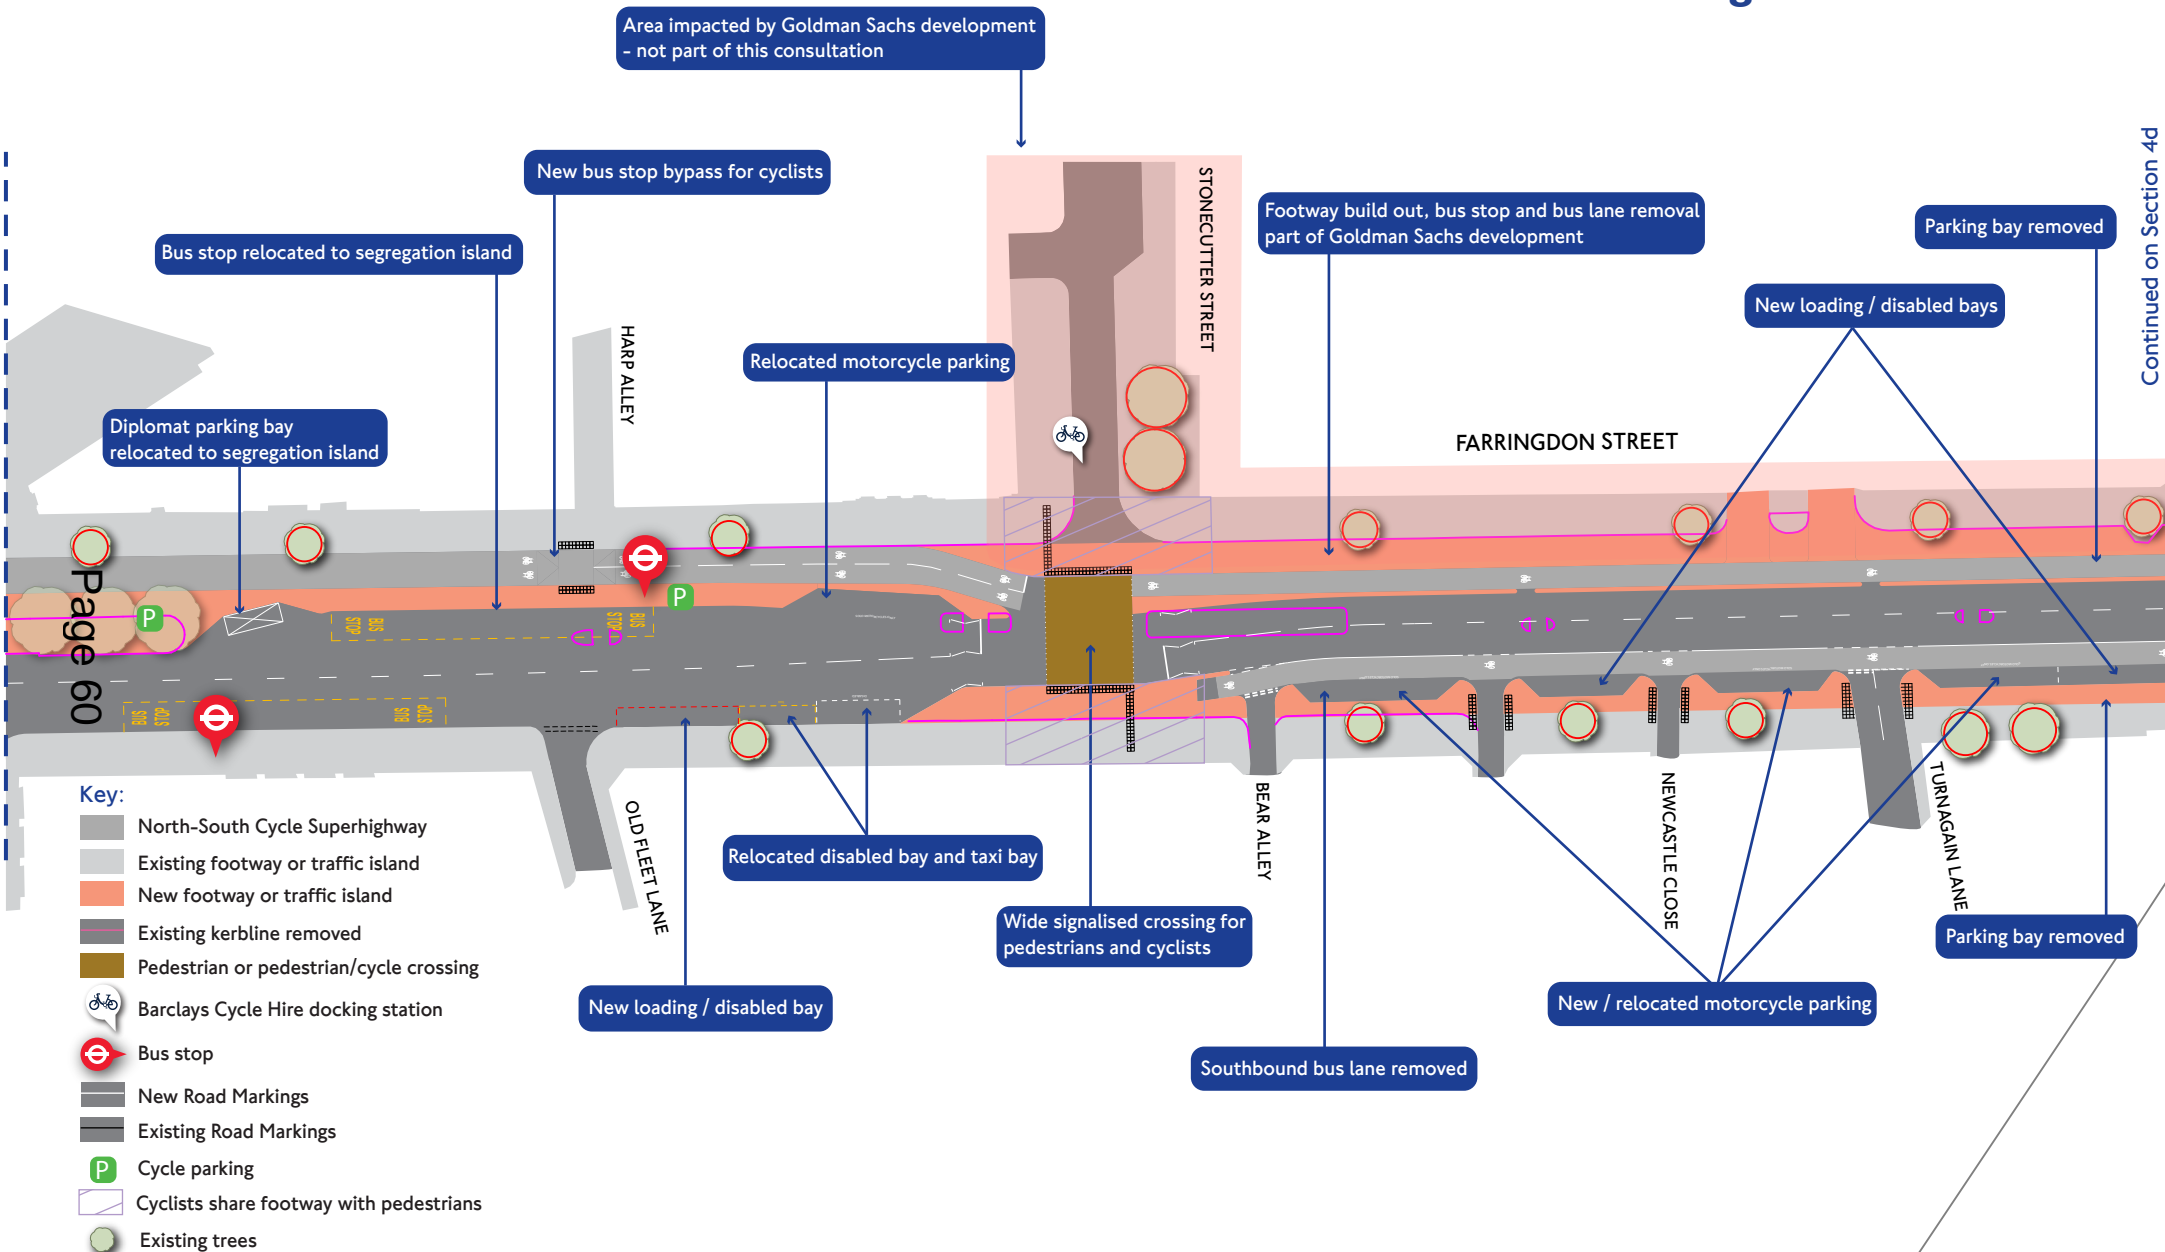 Area impacted by Goldman Sachs development
- not part of this consultation
New bus stop bypass for cyclists
Bus stop relocated to segregation island
Diplomat parking bay
relocated to segregation island
Relocated motorcycle parking
Footway build out, bus stop and bus lane removal
part of Goldman Sachs development
Parking bay removed
New loading / disabled bays
Continued on Section 4d
HARP ALLEY
STONECUTTER STREET
FARRINGDON STREET
Page 60
P
P
BUS
STOP
BUS
STOP
BUS
STOP
BUS
STOP
OLD FLEET LANE
BEAR ALLEY
NEWCASTLE CLOSE
TURNAGAIN LANE
Relocated disabled bay and taxi bay
New loading / disabled bay
Wide signalised crossing for
pedestrians and cyclists
Southbound bus lane removed
New / relocated motorcycle parking
Parking bay removed
Key:
North-South Cycle Superhighway
Existing footway or traffic island
New footway or traffic island
Existing kerbline removed
Pedestrian or pedestrian/cycle crossing
Barclays Cycle Hire docking station
Bus stop
New Road Markings
Existing Road Markings
P Cycle parking
Cyclists share footway with pedestrians
Existing trees